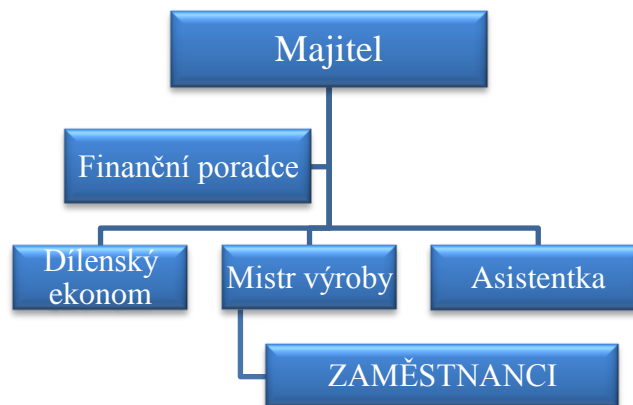 Majitel
Finanční poradce
Dílenský
ekonom
Mistr výroby
Asistentka
ZAMĚSTNANCI